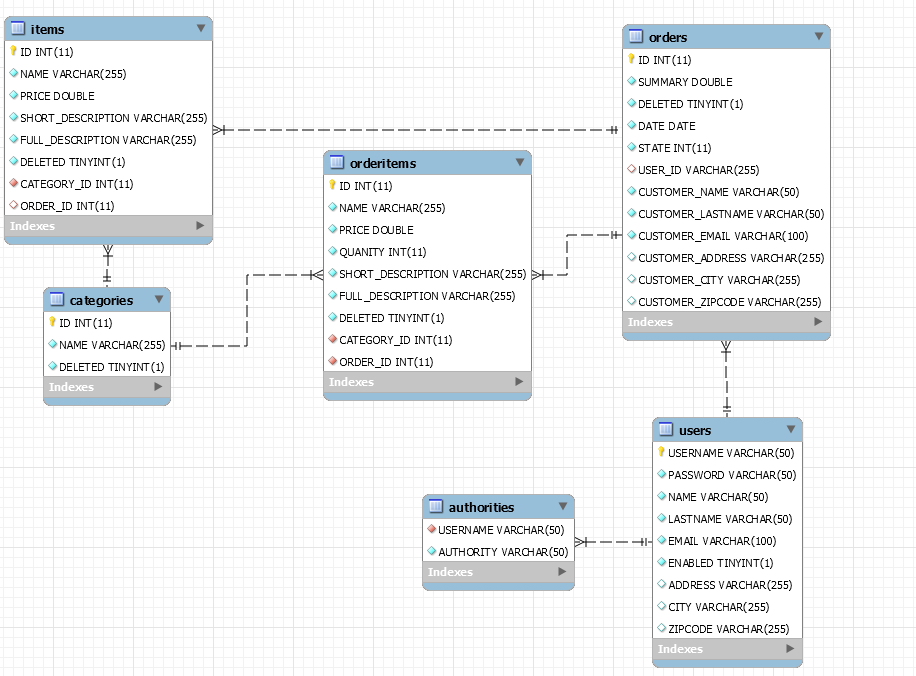 items
ID INT(11)
NAME VARCHAR(255)
PRICE DOUBLE
SHORT_DESCRIPTION VARCHAR(255)
FULL_DESCRIPTION VARCHAR(255)
DELETED TINYINT(1)
CATEGORY_ID INT(11)
ORDER_ID INT(11)
Indexes
categories
ID INT(11)
NAME VARCHAR(255)
DELETED TINYINT(1)
Indexes
orderitems
ID INT(11)
NAME VARCHAR(255)
PRICE DOUBLE
QUANITY INT(11)
SHORT_DESCRIPTION VARCHAR(255)
FULL_DESCRIPTION VARCHAR(255)
DELETED TINYINT(1)
CATEGORY_ID INT(11)
ORDER_ID INT(11)
Indexes
orders
ID INT(11)
SUMMARY DOUBLE
DELETED TINYINT(1)
DATE DATE
STATE INT(11)
USER_ID VARCHAR(255)
CUSTOMER_NAME VARCHAR(50)
CUSTOMER_LASTNAME VARCHAR(50)
CUSTOMER_EMAIL VARCHAR(100)
CUSTOMER_ADDRESS VARCHAR(255)
CUSTOMER_CITY VARCHAR(255)
CUSTOMER_ZIPCODE VARCHAR(255)
Indexes
authorities
USERNAME VARCHAR(50)
AUTHORITY VARCHAR(50)
Indexes
users
USERNAME VARCHAR(50)
PASSWORD VARCHAR(50)
NAME VARCHAR(50)
LASTNAME VARCHAR(50)
EMAIL VARCHAR(100)
ENABLED TINYINT(1)
ADDRESS VARCHAR(255)
CITY VARCHAR(255)
ZIPCODE VARCHAR(255)
Indexes